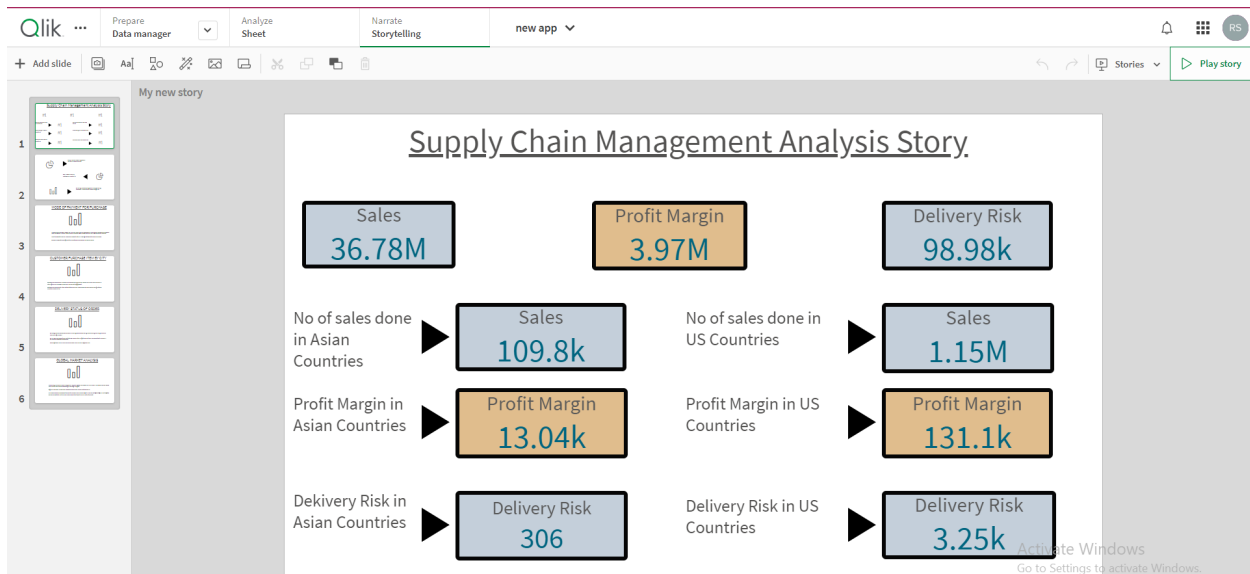 Qlik
Prepare
Data manager
Analyze
Sheet
Narrate
Storytelling
new app
RS
Add slide
Aa
Stories
Play story
My new story
1
2
3
4
5
6
Supply Chain Management Analysis Story
Sales
36.78M
Profit Margin
3.97M
Delivery Risk
98.98k
No of sales done
in Asian
Countries
Sales
109.8k
No of sales done in
US Countries
Sales
1.15M
Profit Margin in
Asian Countries
Profit Margin
13.04k
Profit Margin in US
Countries
Profit Margin
131.1k
Dekivery Risk in
Asian Countries
Delivery Risk
306
Delivery Risk in US
Countries
Delivery Risk
3.25k
Activate Windows
Go to Settings to activate Windows.